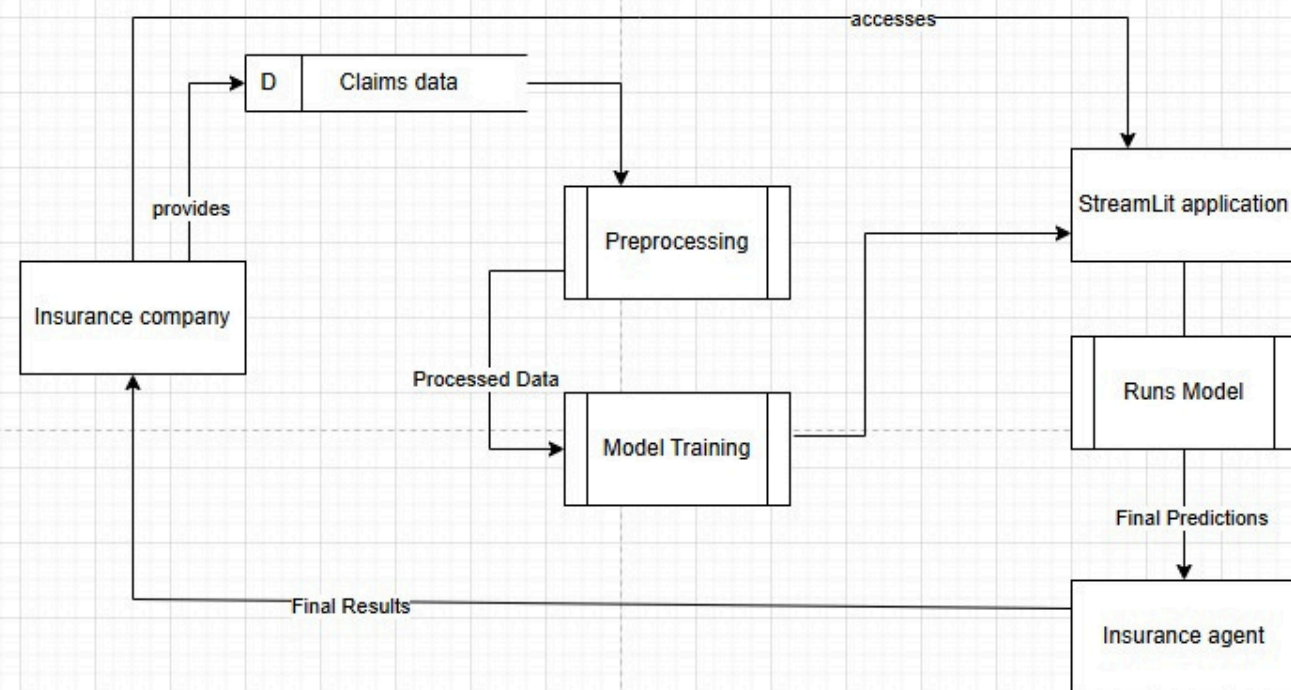 accesses
D
Claims data
provides
StreamLit application
Preprocessing
Insurance company
Processed Data
Runs Model
Model Training
Final Predictions
Final Results
Insurance agent